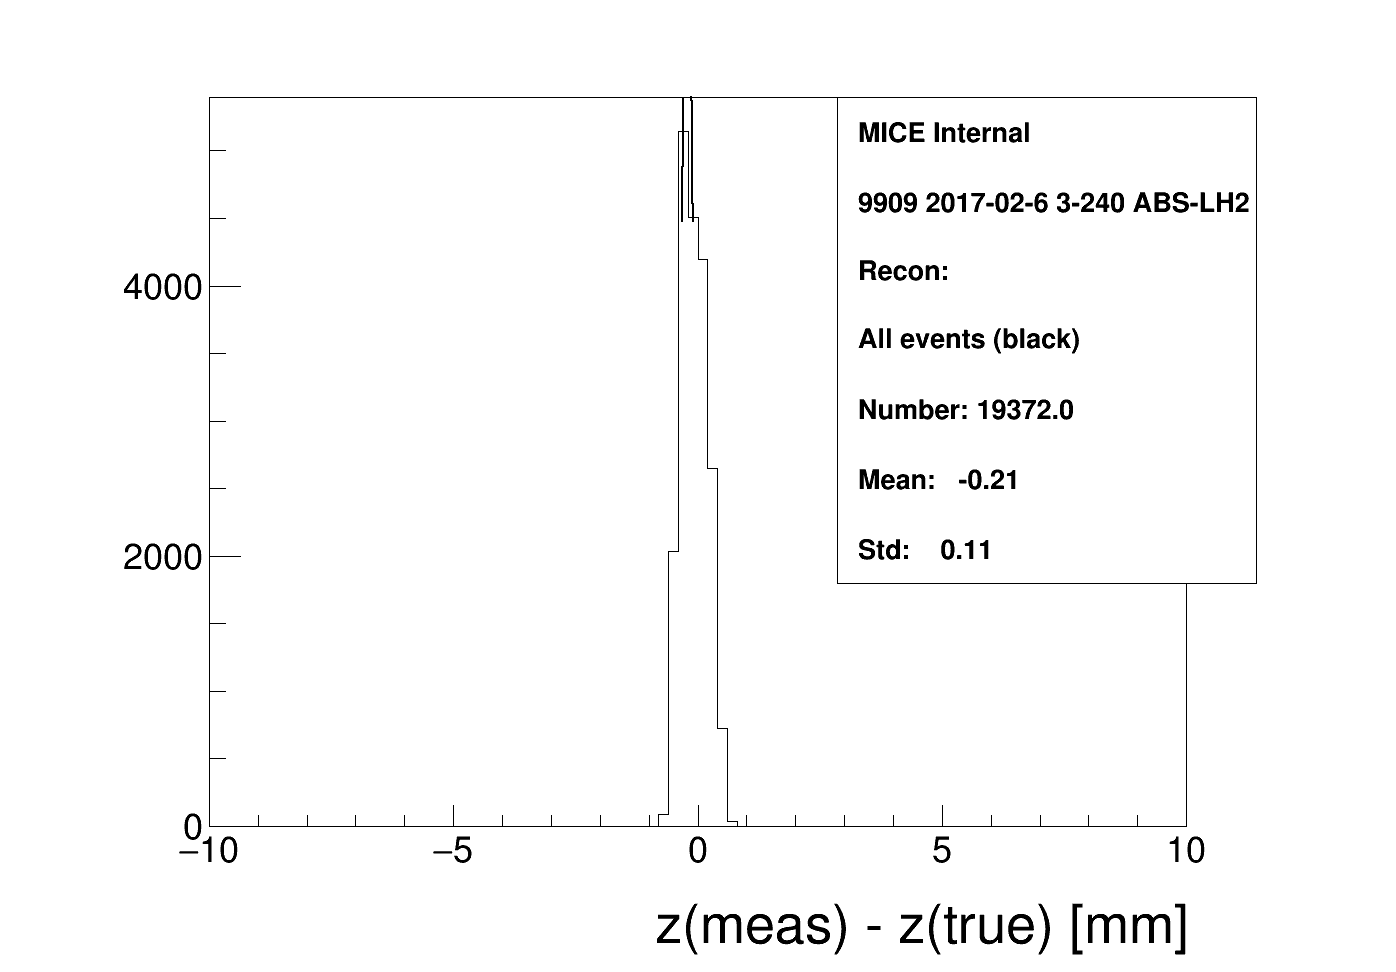 MICE Internal
9909 2017-02-6 3-240 ABS-LH2
Recon:
All events (black)
Number: 19372.0
Mean: -0.21
Std: 0.11
4000
2000
0
−10 −5 0 5 10
z(meas) - z(true) [mm]